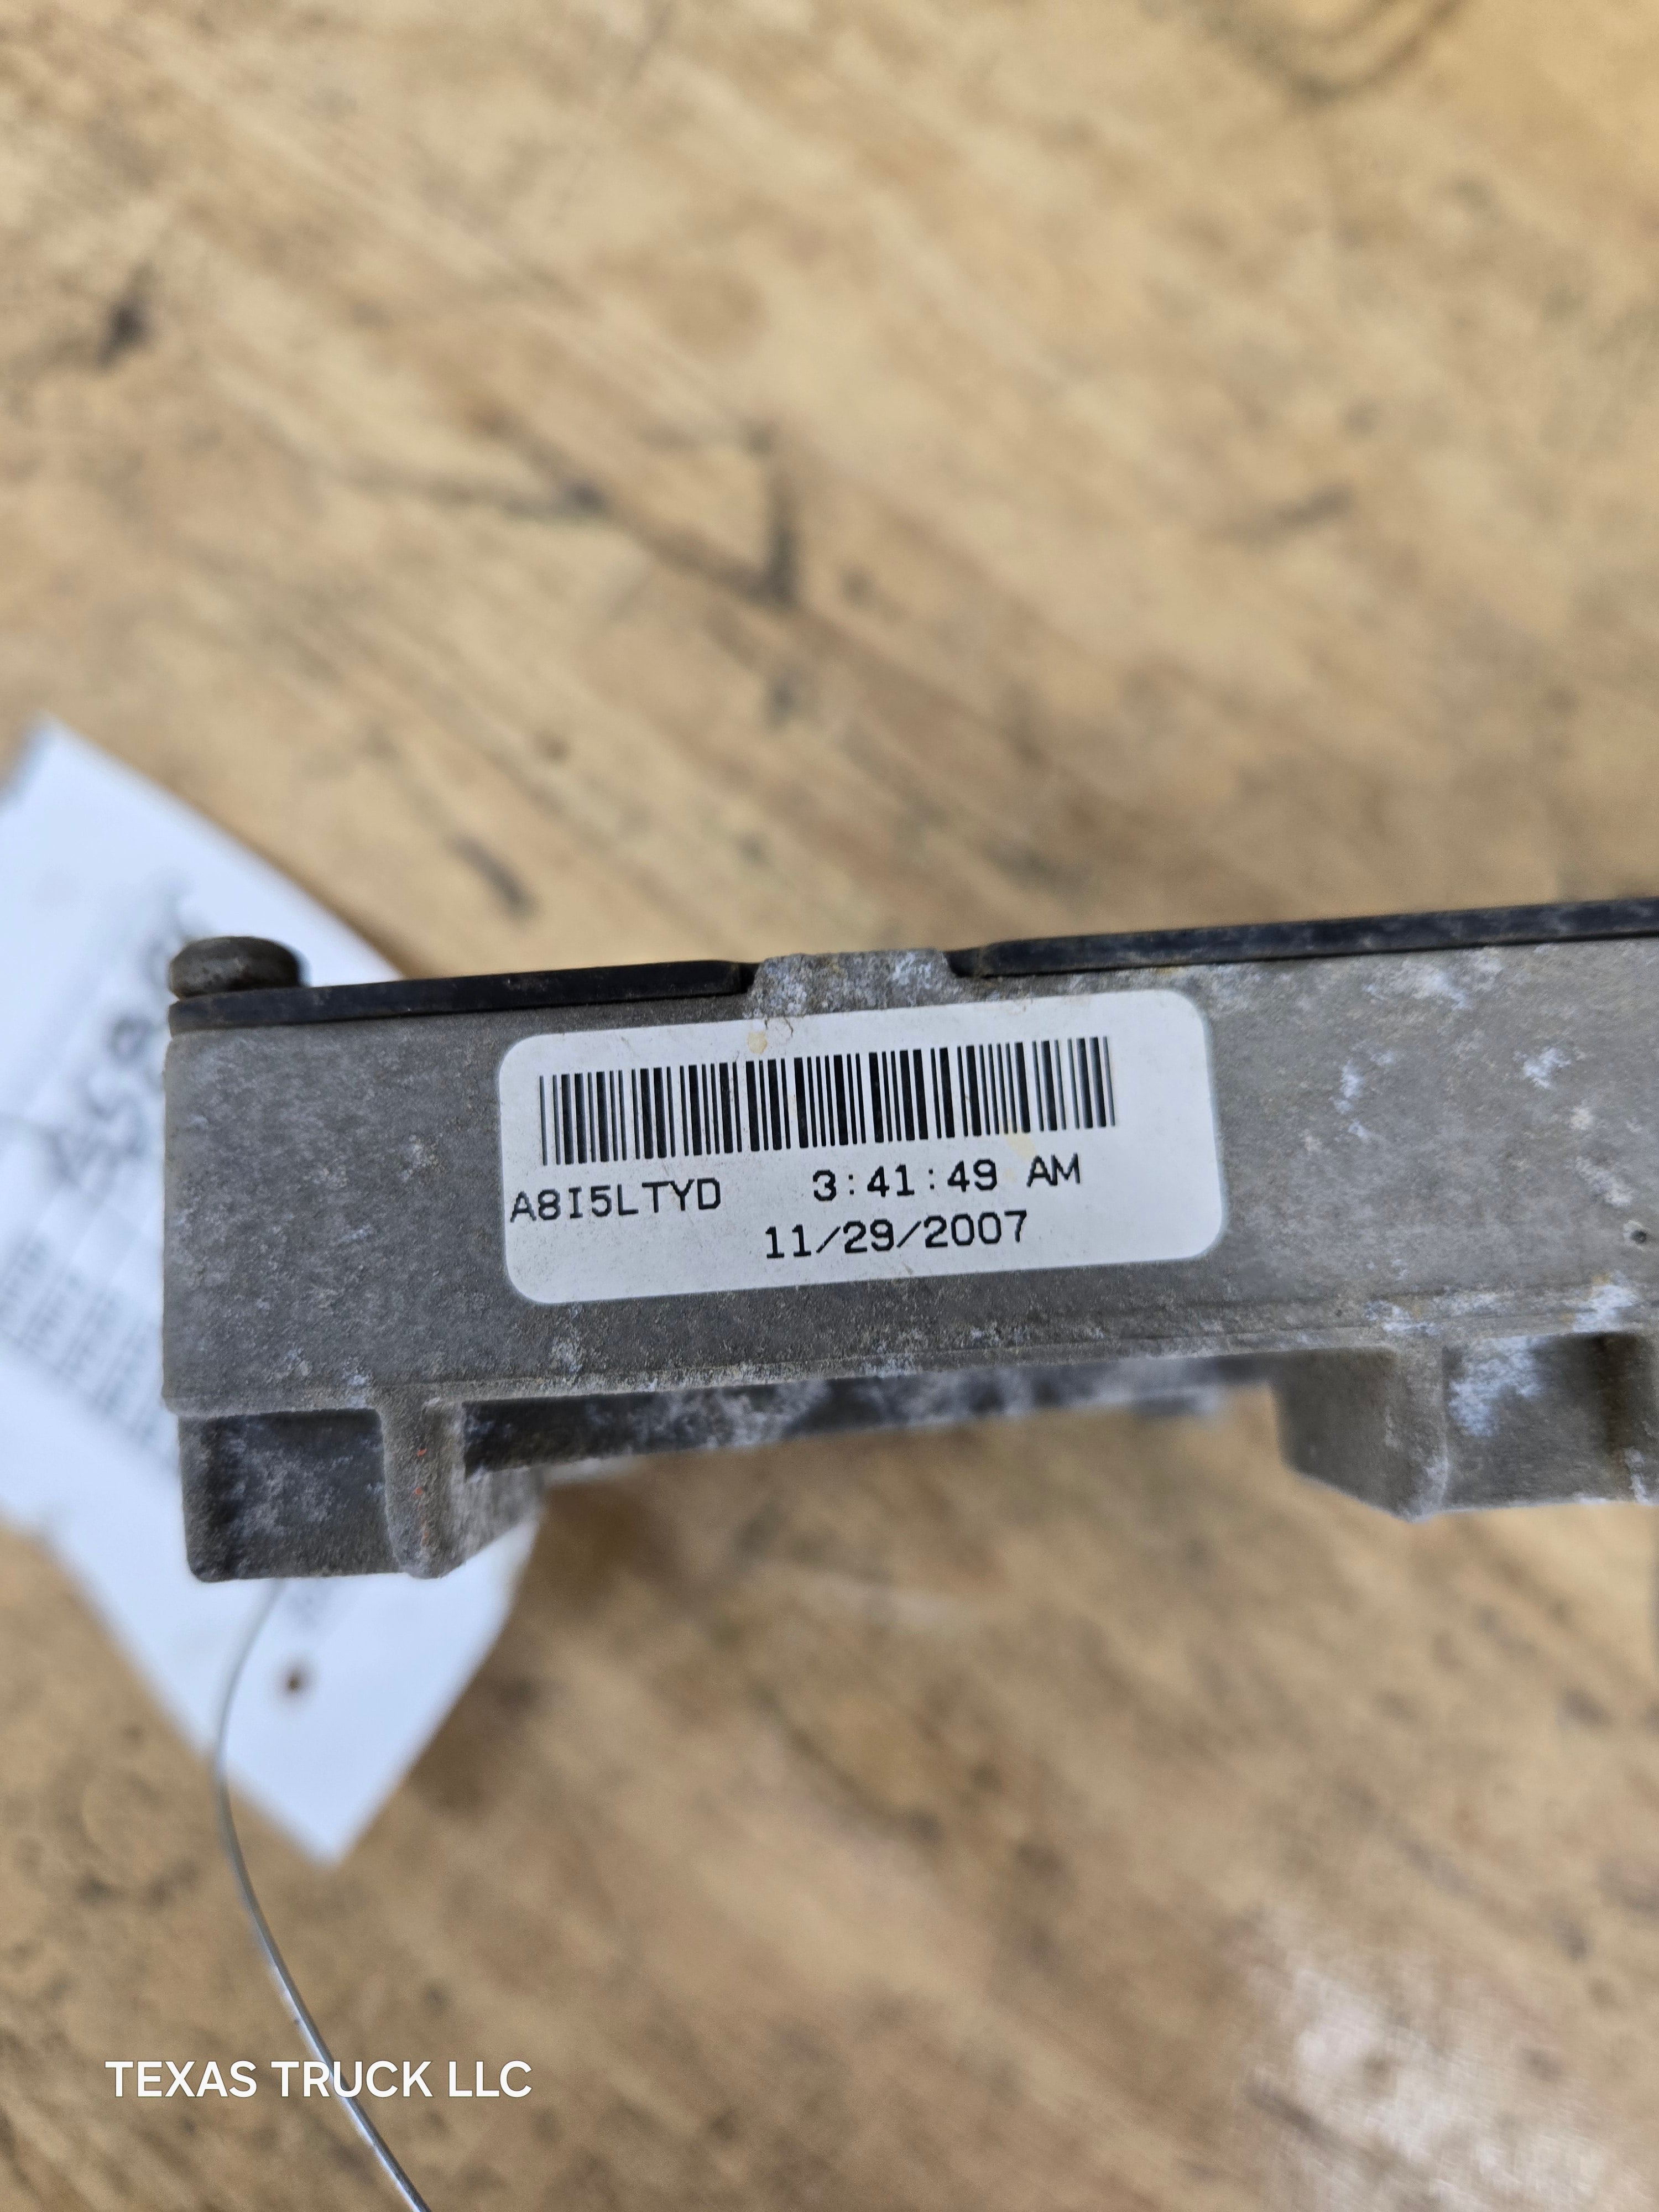 A8I5LTYD 3:41:49 AM
11/29/2007
TEXAS TRUCK LLC